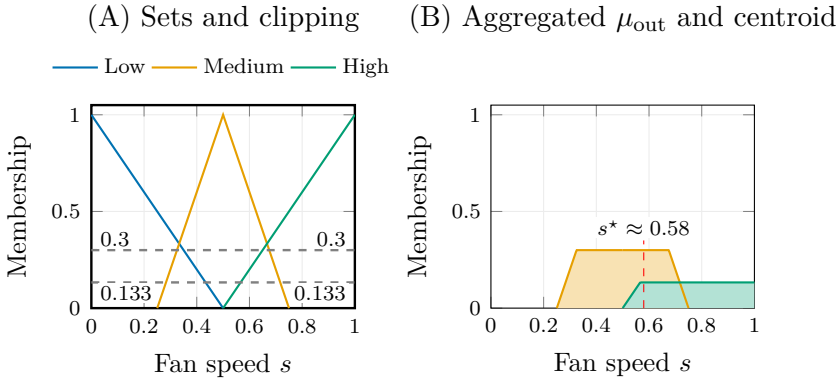 (A) Sets and clipping
Low Medium High
Membership
1
0.5
0
0.3 0.3
0.133 0.133
0 0.2 0.4 0.6 0.8 1
Fan speed s
(B) Aggregated μout and centroid
Membership
1
0.5
0
s⋆ ≈ 0.58
0 0.2 0.4 0.6 0.8 1
Fan speed s